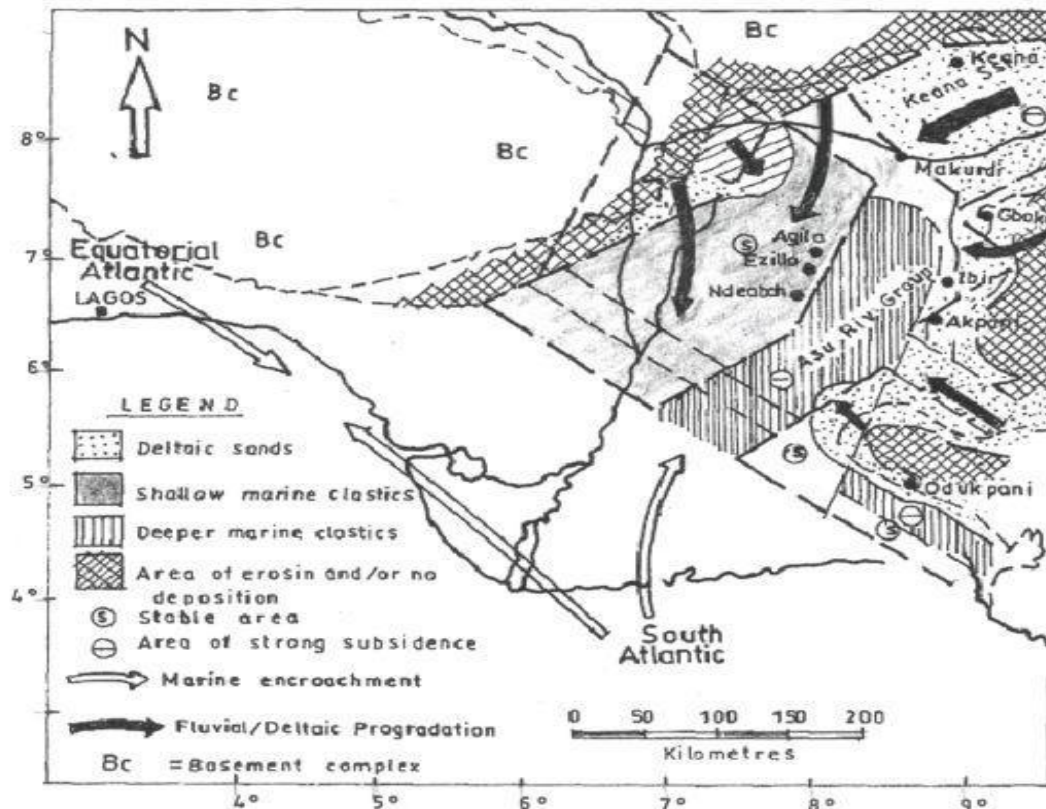 N
Bc
Bc
Bc
Bc
Bc
Keana
Keana Ss
8°
Makurdi
Gbok
7°
Equatorial
Atlantic
LAGOS
S
Agila
Ezillo
Ndeaboh
Ibir
Akpani
Asu Riv Group
6°
LEGEND
Deltaic sands
Shallow marine clastics
Deeper marine clastics
Area of erosin and/or no
deposition
S Stable area
Area of strong subsidence
Marine encroachment
Fluvial/Deltaic Progradation
Bc =Basement complex
5°
S
Odukpani
S
4°
South
Atlantic
0 50 100 150 200
Kilometres
4° 5° 6° 7° 8° 9°